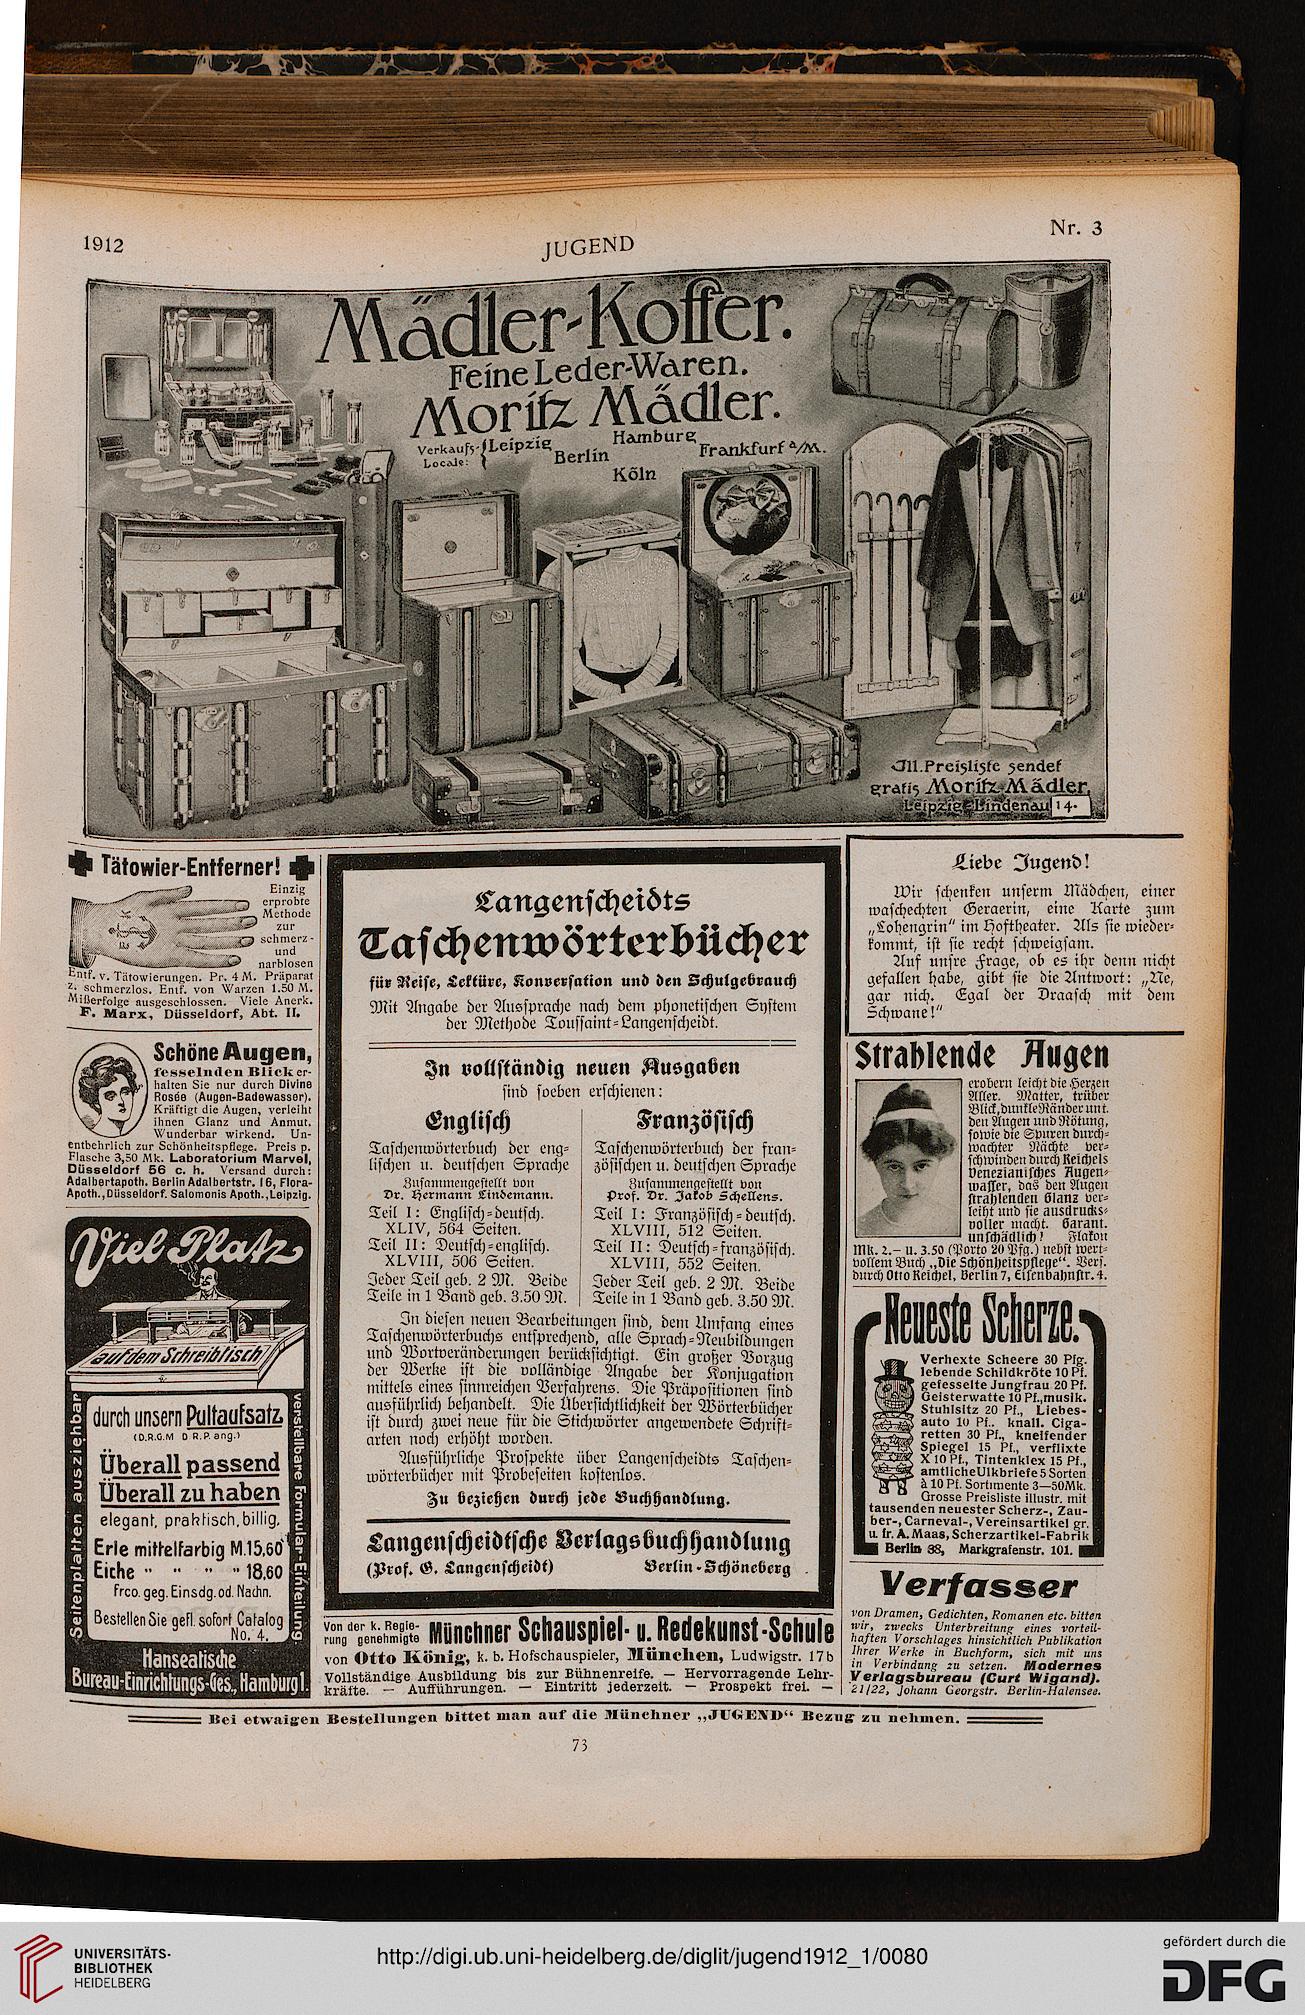 1912
JUGEND
Nr. 3
Mädler-Koffer.
Feine Leder-Waren.
Moritz Mädler.
Verkaufs-Locale: Leipzig Berlin Hamburg Köln Frankfurt a/M.
Ill. Preisliste sendet
gratis Moritz Mädler,
Leipzig-Lindenau 14.
Tätowier-Entferner!
Einzig
erprobte
Methode
zur
schmerz-
und
narblosen
Entf. v. Tätowierungen. Pr. 4 M. Präparat
z. schmerzlos. Entf. von Warzen 1.50 M.
Mißerfolge ausgeschlossen. Viele Anerk.
F. Marx, Düsseldorf, Abt. II.
Schöne Augen,
fesselnden Blick er-
halten Sie nur durch Divine
Rosée (Augen-Badewasser).
Kräftigt die Augen, verleiht
ihnen Glanz und Anmut.
Wunderbar wirkend. Un-
entbehrlich zur Schönheitspflege. Preis p.
Flasche 3,50 Mk. Laboratorium Marvel,
Düsseldorf 56 c. h. Versand durch:
Adalbertapoth. Berlin Adalbertstr. 16, Flora-
Apoth., Düsseldorf. Salomonis Apoth., Leipzig.
Viel Platz
auf dem Schreibtisch
durch unsern Pultaufsatz
(D.R.G.M D.R.P. ang.)
Überall passend
Überall zu haben
elegant, praktisch, billig.
Erle mittelfarbig M. 15.60
Eiche " " " " 18.60
Frco. geg. Einsdg. od. Nachn.
Bestellen Sie gefl. sofort Catalog
No. 4.
Seitenplatten ausziehbar
verstellbare Formular-Einteilung.
Hanseatische
Bureau-Einrichtungs-Ges., Hamburg 1.
Langenscheidts
Taschenwörterbücher
für Reise, Lektüre, Konversation und den Schulgebrauch
Mit Angabe der Aussprache nach dem phonetischen System
der Methode Toussaint-Langenscheidt.
In vollständig neuen Ausgaben
sind soeben erschienen:
Englisch
Taschenwörterbuch der eng-
lischen u. deutschen Sprache
Zusammengestellt von
Dr. Hermann Lindemann.
Teil I: Englisch-deutsch.
XLIV, 564 Seiten.
Teil II: Deutsch-englisch.
XLVIII, 506 Seiten.
Jeder Teil geb. 2 M. Beide
Teile in 1 Band geb. 3.50 M.
Französisch
Taschenwörterbuch der fran-
zösischen u. deutschen Sprache
Zusammengestellt von
Prof. Dr. Jakob Schellens.
Teil I: Französisch-deutsch.
XLVIII, 512 Seiten.
Teil II: Deutsch-französisch.
XLVIII, 552 Seiten.
Jeder Teil geb. 2 M. Beide
Teile in 1 Band geb. 3.50 M.
In diesen neuen Bearbeitungen sind, dem Umfang eines
Taschenwörterbuchs entsprechend, alle Sprach-Neubildungen
und Wortveränderungen berücksichtigt. Ein großer Vorzug
der Werke ist die volländige Angabe der Konjugation
mittels eines sinnreichen Verfahrens. Die Präpositionen sind
ausführlich behandelt. Die Übersichtlichkeit der Wörterbücher
ist durch zwei neue für die Stichwörter angewendete Schrift-
arten noch erhöht worden.
Ausführliche Prospekte über Langenscheidts Taschen-
wörterbücher mit Probeseiten kostenlos.
Zu beziehen durch jede Buchhandlung.
Langenscheidtsche Verlagsbuchhandlung
(Prof. G. Langenscheidt) Berlin-Schöneberg.
Von der k. Regie-
rung genehmigte Münchner Schauspiel- u. Redekunst-Schule
von Otto König, k. b. Hofschauspieler, München, Ludwigstr. 17b
Vollständige Ausbildung bis zur Bühnenreife. — Hervorragende Lehr-
kräfte. — Aufführungen. — Eintritt jederzeit. — Prospekt frei. —
Liebe Jugend!
Wir schenken unserm Mädchen, einer
waschechten Geraerin, eine Karte zum
„Lohengrin“ im Hoftheater. Als sie wieder-
kommt, ist sie recht schweigsam.
Auf unsre Frage, ob es ihr denn nicht
gefallen habe, gibt sie die Antwort: „Ne,
gar nich. Egal der Draasch mit dem
Schwane!“
Strahlende Augen
erobern leicht die Herzen
Aller. Matter, trüber
Blick, dunkle Ränder unt.
den Augen und Rötung,
sowie die Spuren durch-
wachter Nächte ver-
schwinden durch Reichels
Venezianisches Augen-
wasser, das den Augen
strahlenden Glanz ver-
leiht und sie ausdrucks-
voller macht. Garant.
unschädlich! Flakon
Mk. 2.– u. 3.50 (Porto 20 Pfg.) nebst wert-
vollem Buch „Die Schönheitspflege“. Vers.
durch Otto Reichel, Berlin 7, Eisenbahnstr. 4.
Neueste Scherze.
Verhexte Scheere 30 Pfg.
lebende Schildkröte 10 Pf.
gefesselte Jungfrau 20 Pf.
Geisterwatte 10 Pf., musik.
Stuhlsitz 20 Pf., Liebes-
auto 10 Pf., knall. Ciga-
retten 30 Pf., kneifender
Spiegel 15 Pf., verflixte
X 10 Pf., Tintenklex 15 Pf.,
amtliche Ulkbriefe 5 Sorten
à 10 Pf. Sortimente 3—50 Mk.
Grosse Preisliste illustr. mit
tausenden neuester Scherz-, Zau-
ber-, Carneval-, Vereinsartikel gr.
u. fr. A. Maas, Scherzartikel-Fabrik
Berlin 38, Markgrafenstr. 101.
Verfasser
von Dramen, Gedichten, Romanen etc. bitten
wir, zwecks Unterbreitung eines vorteil-
haften Vorschlages hinsichtlich Publikation
Ihrer Werke in Buchform, sich mit uns
in Verbindung zu setzen. Modernes
Verlagsbureau (Curt Wigand).
21/22, Johann Georgstr. Berlin-Halensee.
Bei etwaigen Bestellungen bittet man auf die Münchner „JUGEND“ Bezug zu nehmen.
73
UNIVERSITÄTS-
BIBLIOTHEK
HEIDELBERG
http://digi.ub.uni-heidelberg.de/diglit/jugend1912_1/0080
gefördert durch die
DFG